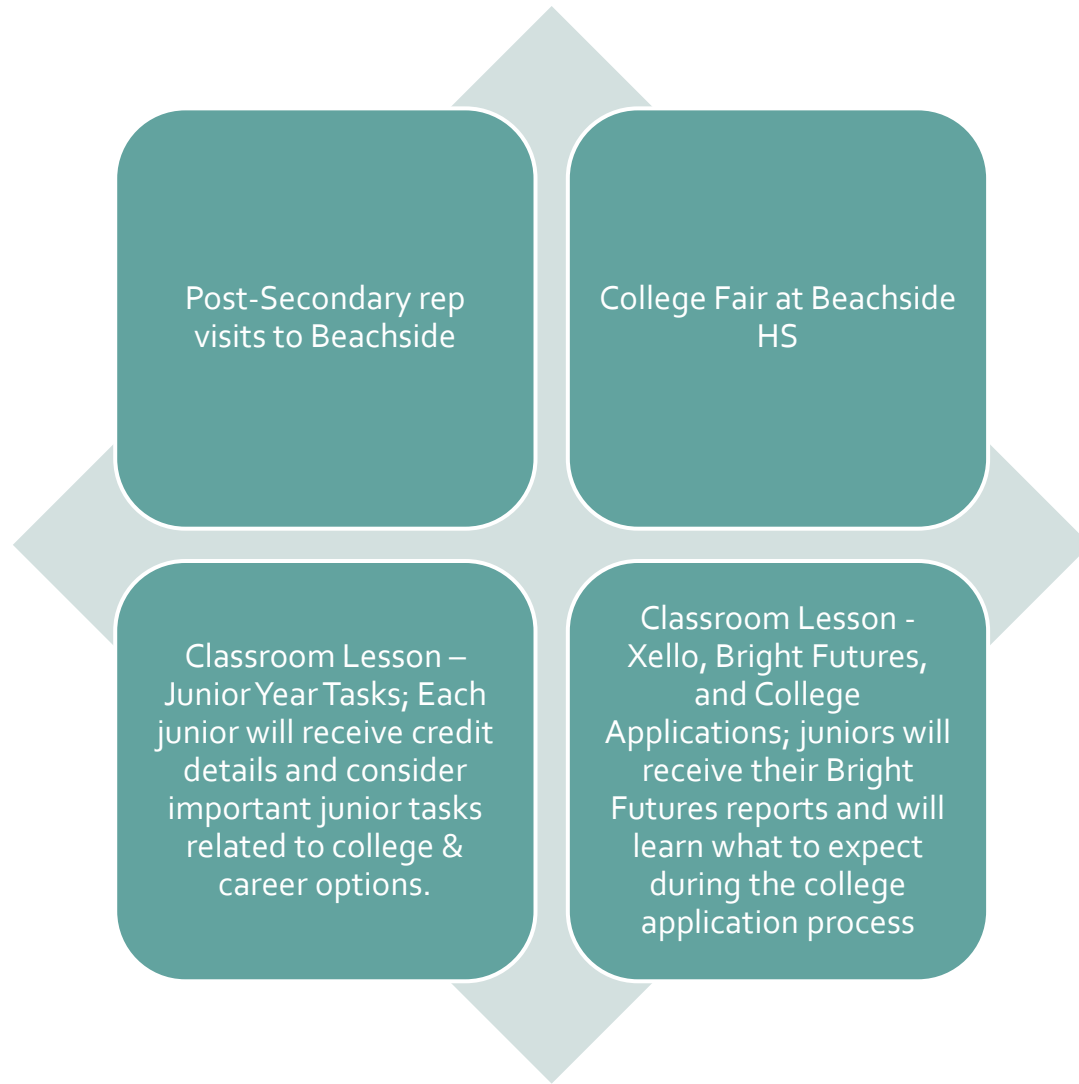 Post-Secondary rep
visits to Beachside
College Fair at Beachside
HS
Classroom Lesson –
Junior Year Tasks; Each
junior will receive credit
details and consider
important junior tasks
related to college &
career options.
Classroom Lesson -
Xello, Bright Futures,
and College
Applications; juniors will
receive their Bright
Futures reports and will
learn what to expect
during the college
application process